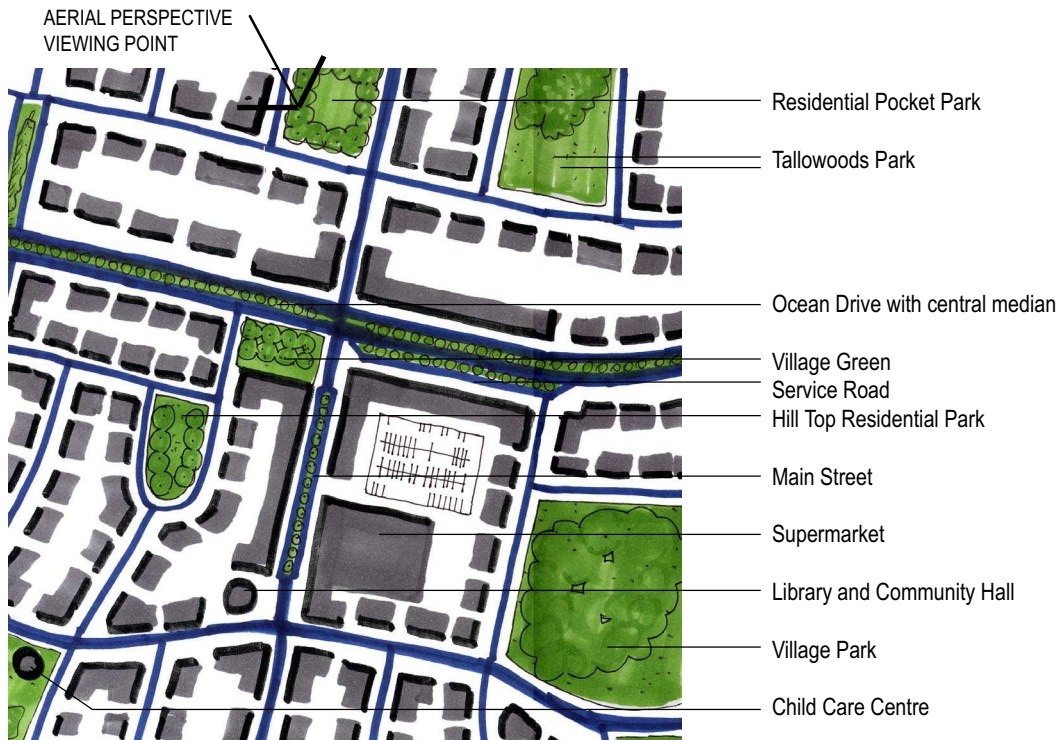 AERIAL PERSPECTIVE
VIEWING POINT
Residential Pocket Park
Tallowoods Park
Ocean Drive with central median
Village Green
Service Road
Hill Top Residential Park
Main Street
Supermarket
Library and Community Hall
Village Park
Child Care Centre